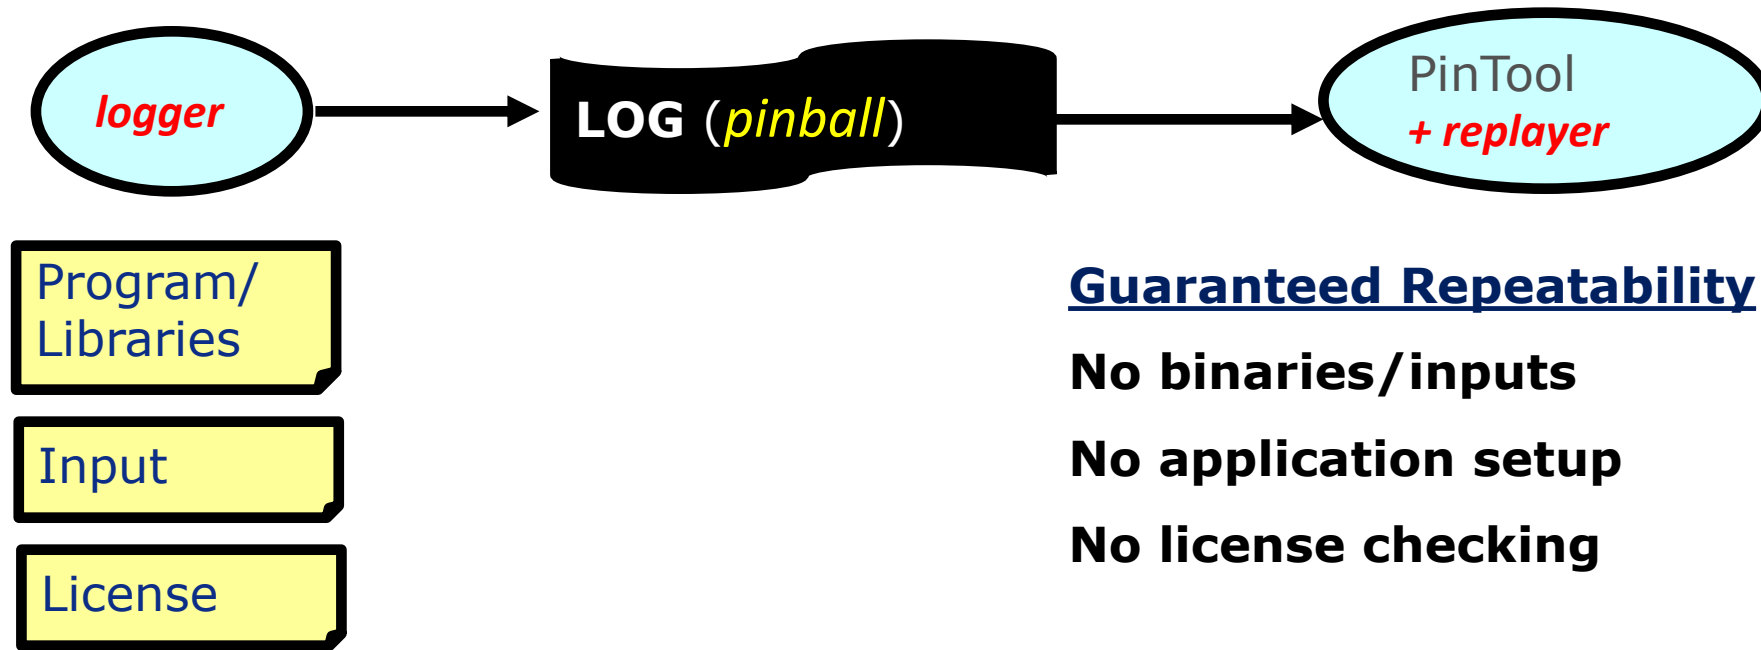 logger
LOG (pinball)
PinTool
+ replayer
Program/
Libraries
Input
License
Guaranteed Repeatability
No binaries/inputs
No application setup
No license checking